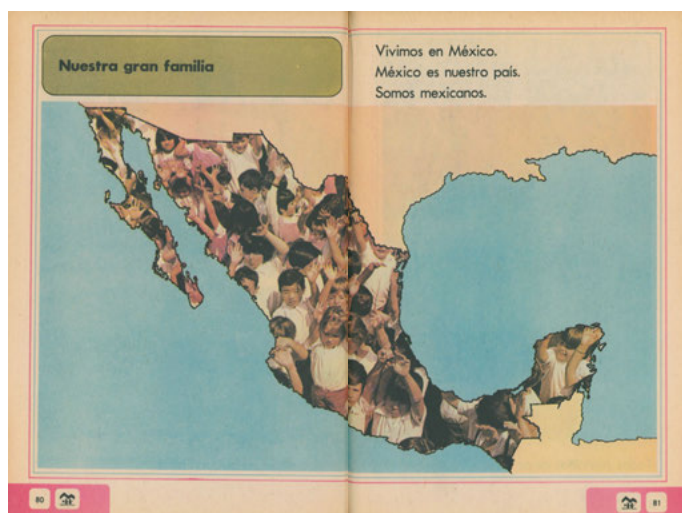 Nuestra gran familia
Vivimos en México.
México es nuestro país.
Somos mexicanos.
80
81